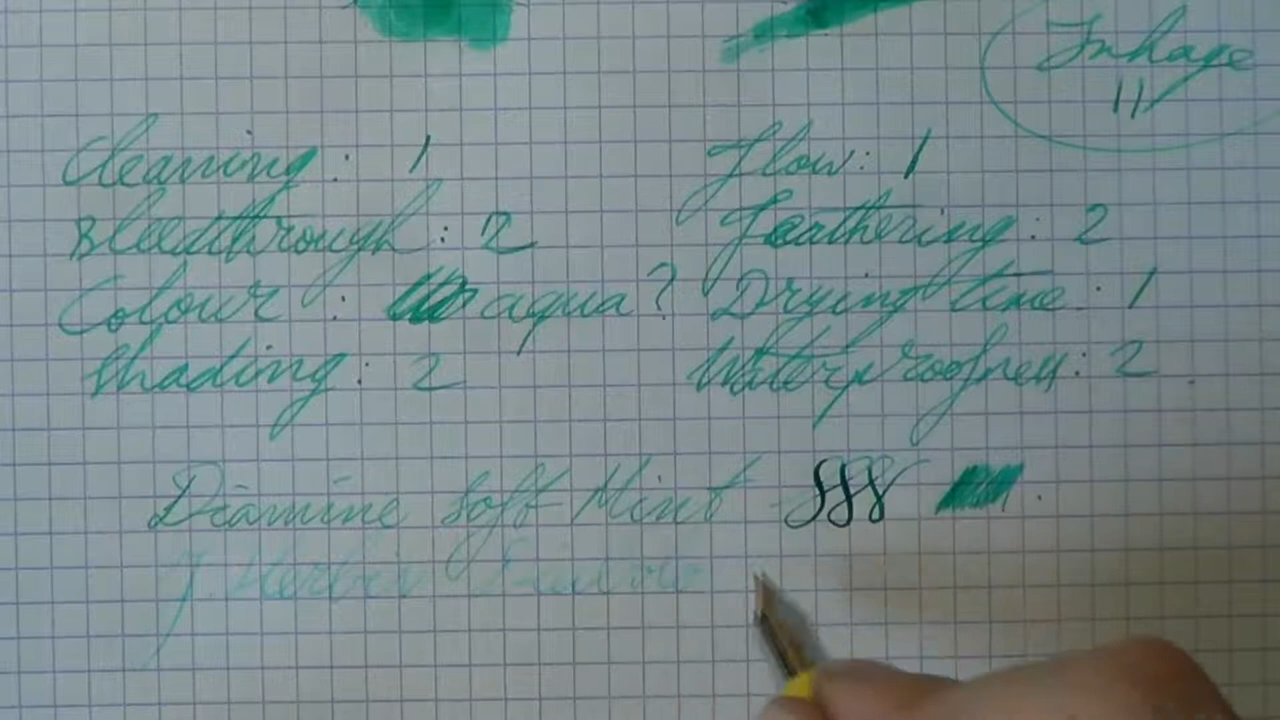 Inkage
11
Cleaning: 1
Flow: 1
Bleedthrough: 2
Feathering: 2
Colour: aqua?
Drying time: 1
Shading: 2
Waterproofness: 2
Diamine Soft Mint
J. Herbin